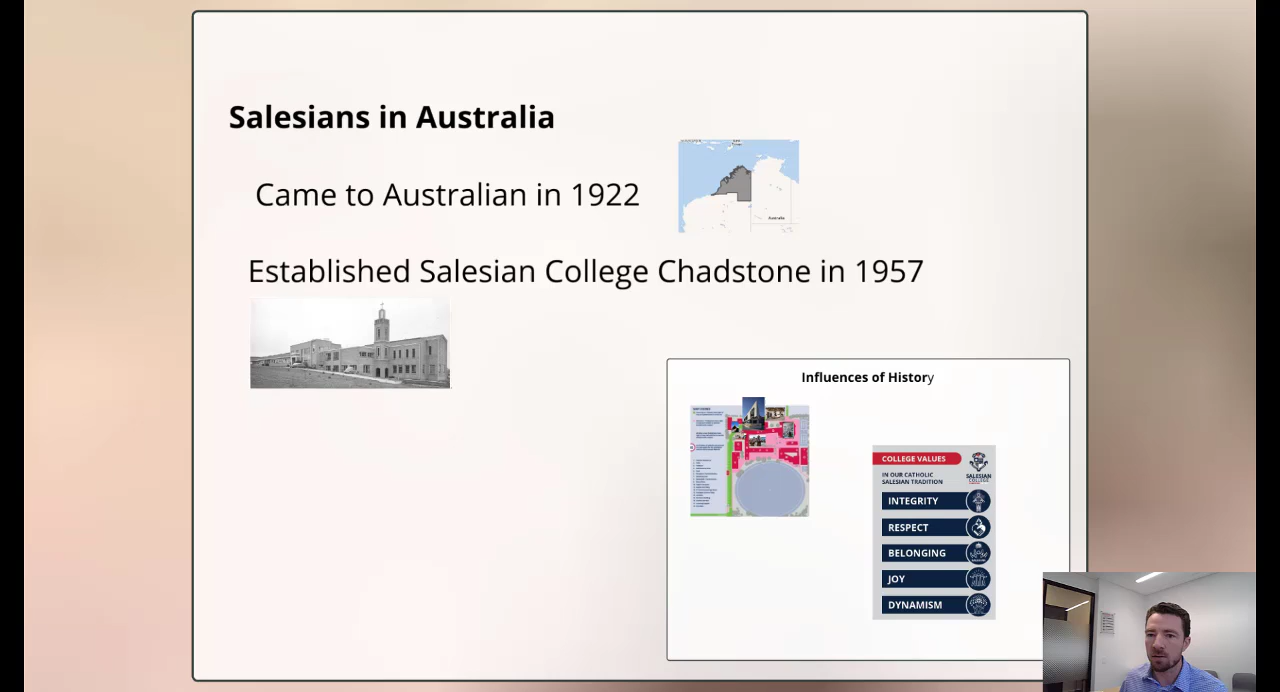 Salesians in Australia
Came to Australian in 1922
Australia
Established Salesian College Chadstone in 1957
Influences of History
COLLEGE VALUES
IN OUR CATHOLIC
SALESIAN TRADITION
SALESIAN
COLLEGE
INTEGRITY
RESPECT
BELONGING
JOY
DYNAMISM